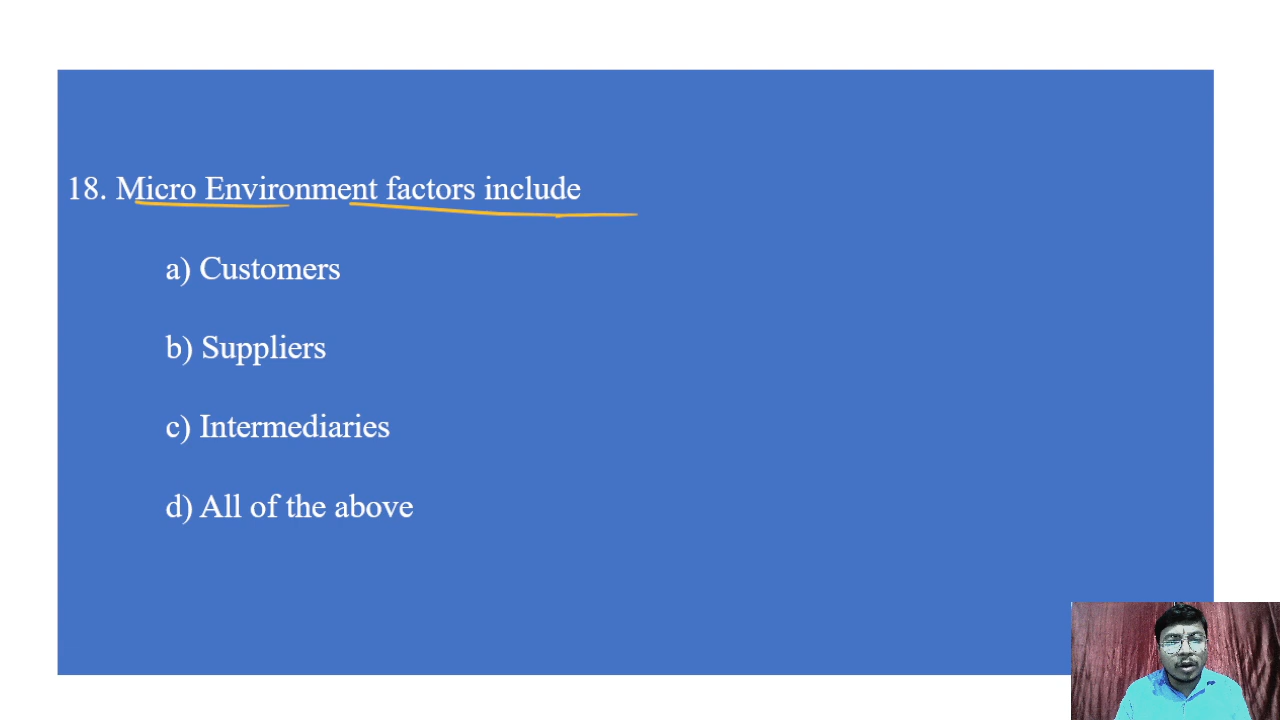 18. Micro Environment factors include
a) Customers
b) Suppliers
c) Intermediaries
d) All of the above